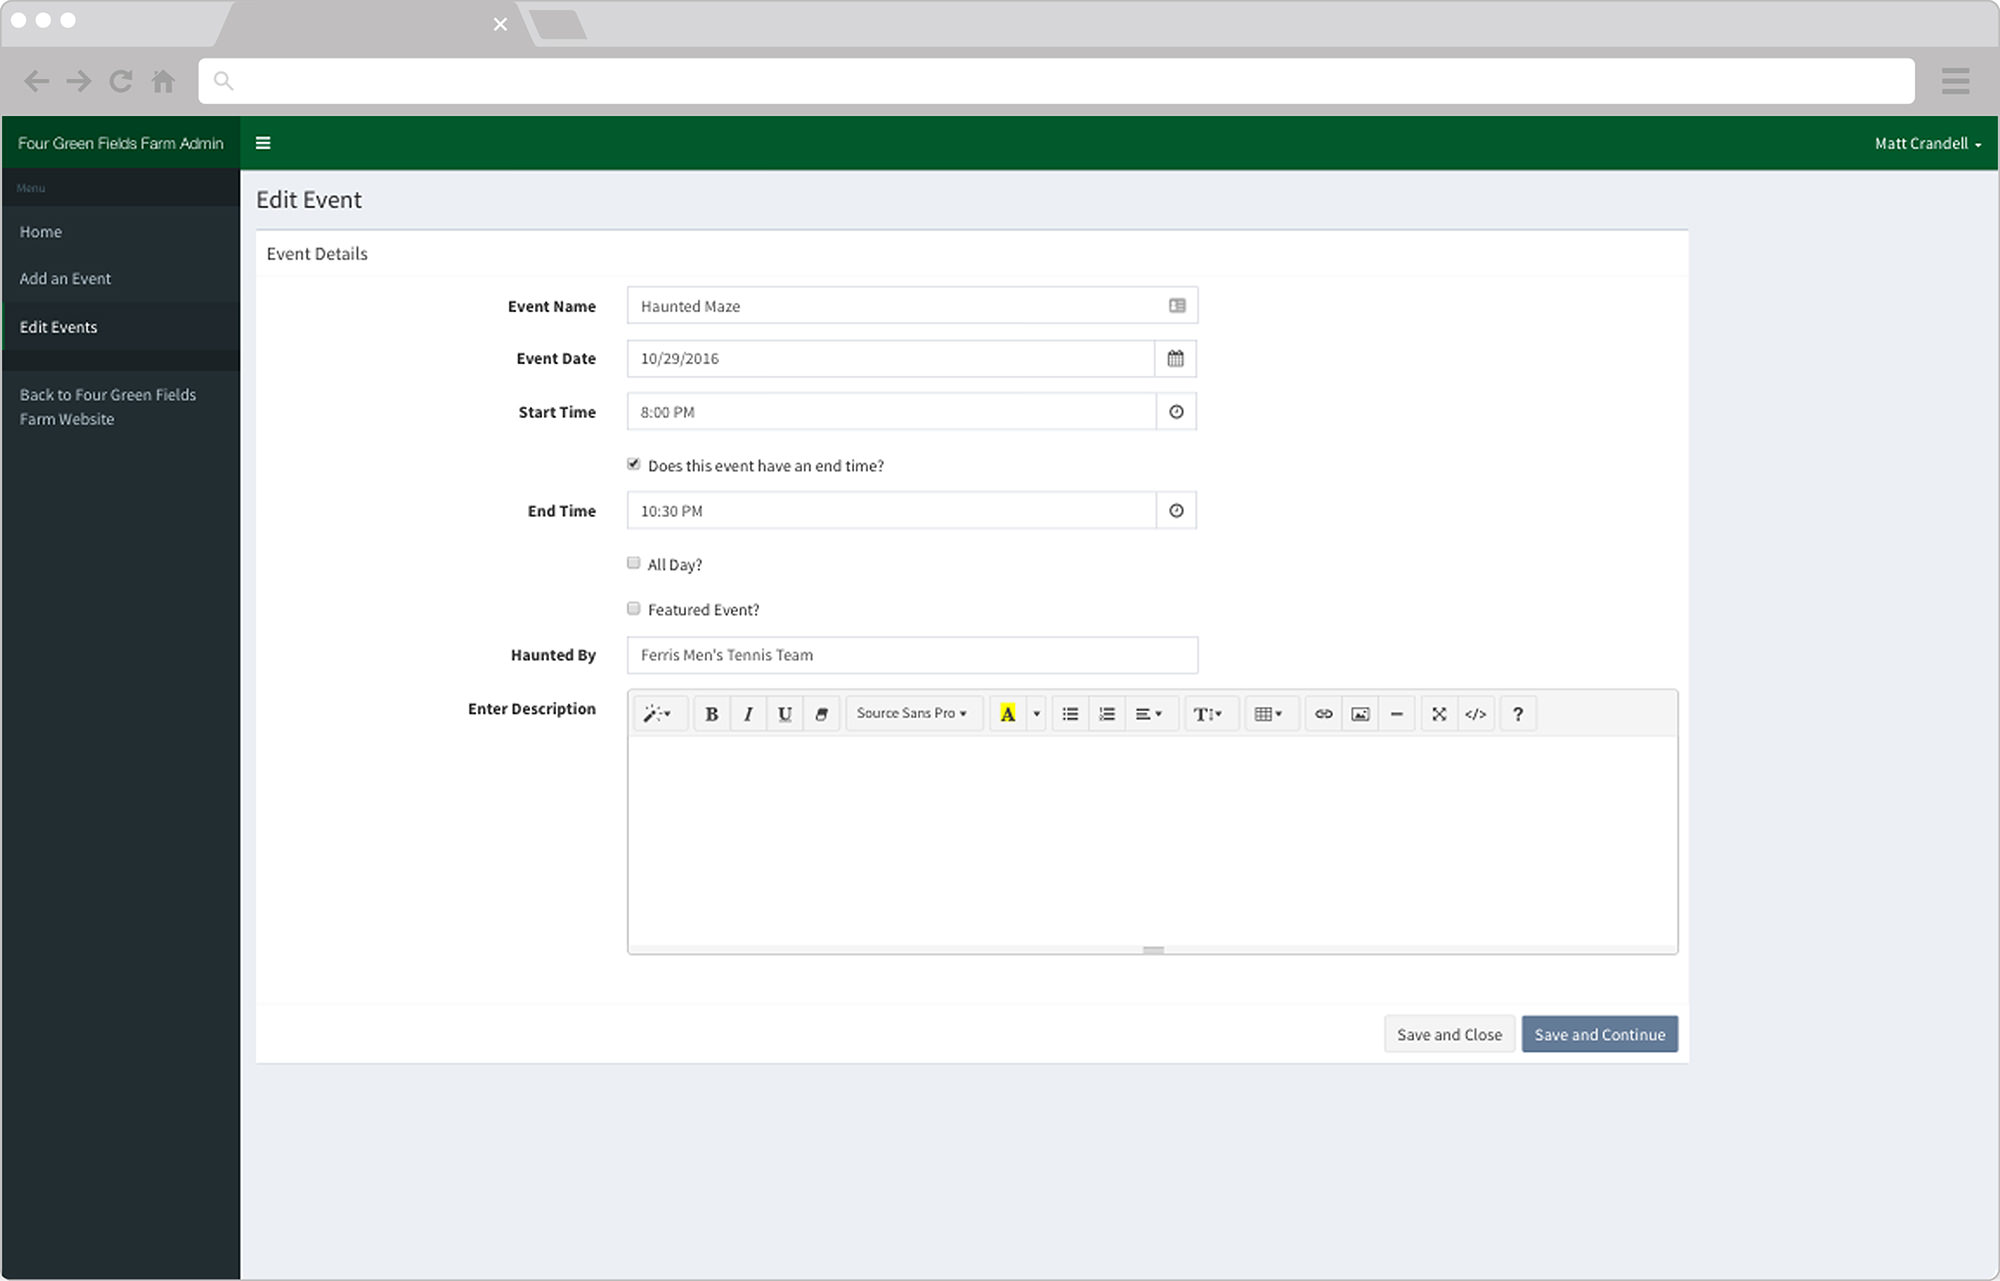 Four Green Fields Farm Admin
Matt Crandell
Menu
Home
Add an Event
Edit Events
Back to Four Green Fields
Farm Website
Edit Event
Event Details
Event Name
Haunted Maze
Event Date
10/29/2016
Start Time
8:00 PM
Does this event have an end time?
End Time
10:30 PM
All Day?
Featured Event?
Haunted By
Ferris Men's Tennis Team
Enter Description
B I U Source Sans Pro A T </> ?
Save and Close
Save and Continue